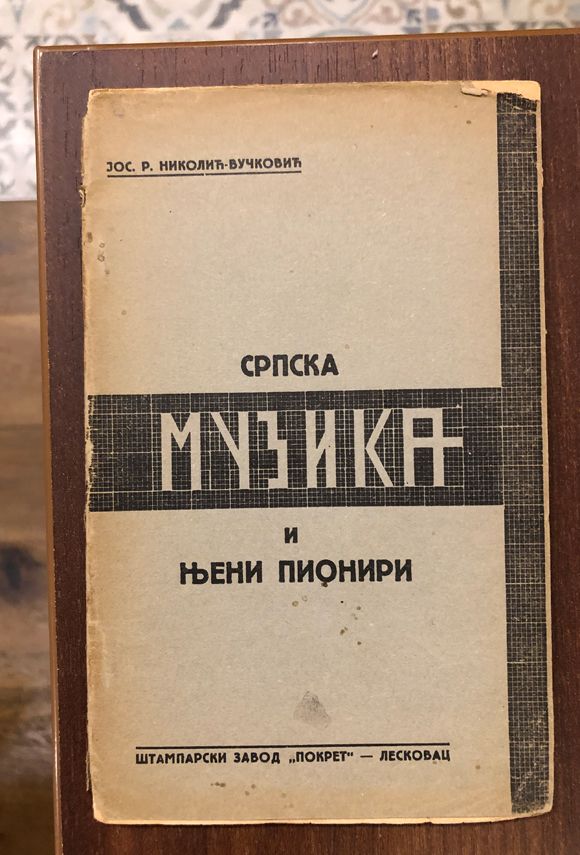 ЈОС. Р. НИКОЛИЋ-ВУЧКОВИЋ
СРПСКА
МУЗИКА
И
ЊЕНИ ПИОНИРИ
ШТАМПАРСКИ ЗАВОД „ПОКРЕТ“ — ЛЕСКОВАЦ